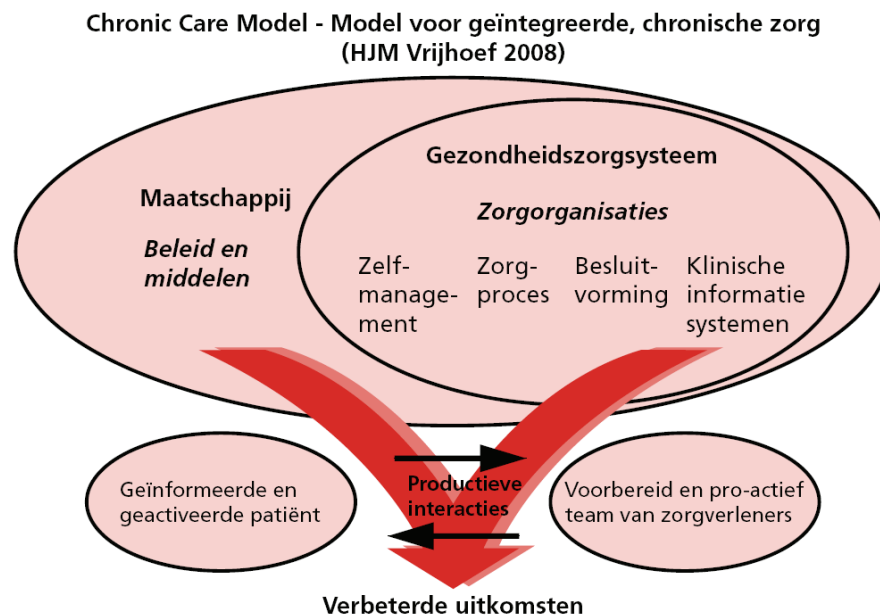 Chronic Care Model - Model voor geïntegreerde, chronische zorg
(HJM Vrijhoef 2008)
Gezondheidszorgsysteem
Maatschappij
Zorgorganisaties
Beleid en
middelen
Zelf-
manage-
ment
Zorg-
proces
Besluit-
vorming
Klinische
informatie
systemen
Geïnformeerde en
geactiveerde patiënt
Productieve
interacties
Voorbereid en pro-actief
team van zorgverleners
Verbeterde uitkomsten